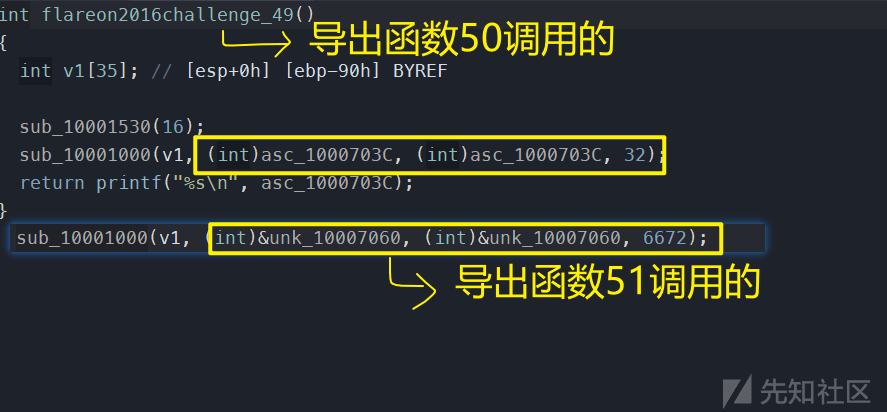 int flareon2016challenge_49()
导出函数50调用的
{
int v1[35]; // [esp+0h] [ebp-90h] BYREF
sub_10001530(16);
sub_10001000(v1, (int)asc_1000703C, (int)asc_1000703C, 32);
return printf("%s\n", asc_1000703C);
}
sub_10001000(v1, (int)&unk_10007060, (int)&unk_10007060, 6672);
导出函数51调用的
先知社区